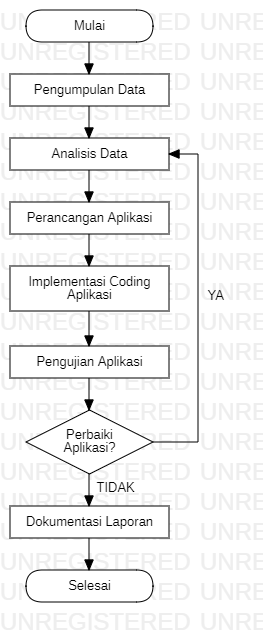 Mulai
Pengumpulan Data
Analisis Data
Perancangan Aplikasi
Implementasi Coding
Aplikasi
YA
Pengujian Aplikasi
Perbaiki
Aplikasi?
TIDAK
Dokumentasi Laporan
Selesai
UNREGISTERED